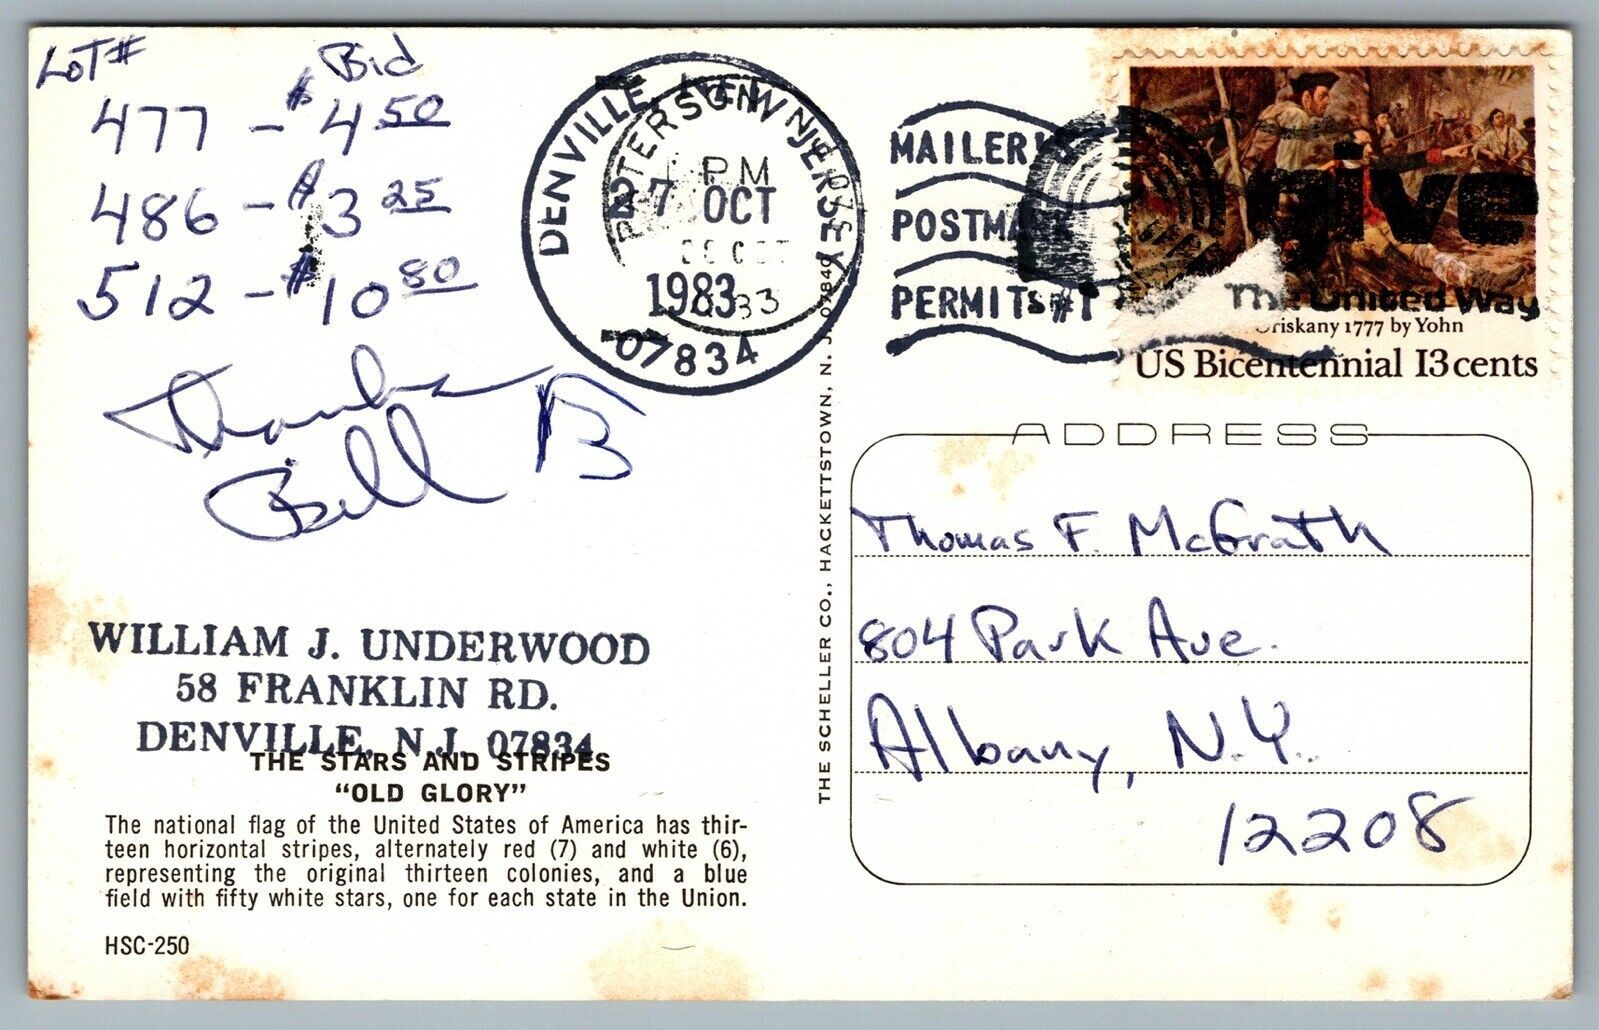 LOT# Bid
477 - $4 50
486 - $3 25
512 - $10 80
Thanks
Bill B
WILLIAM J. UNDERWOOD
58 FRANKLIN RD.
DENVILLE, N.J. 07834
THE STARS AND STRIPES
"OLD GLORY"
The national flag of the United States of America has thir-
teen horizontal stripes, alternately red (7) and white (6),
representing the original thirteen colonies, and a blue
field with fifty white stars, one for each state in the Union.
HSC-250
DENVILLE, NEW JERSEY
PATERSON N
PM
27 OCT
1983
07834
THE SCHELLER CO., HACKETTSTOWN, N. J. 07840
MAILER'S
POSTMARK
PERMIT #1
give
The United Way
Oriskany 1777 by Yohn
US Bicentennial 13 cents
ADDRESS
Thomas F. McGrath
804 Park Ave.
Albany, N.Y.
12208